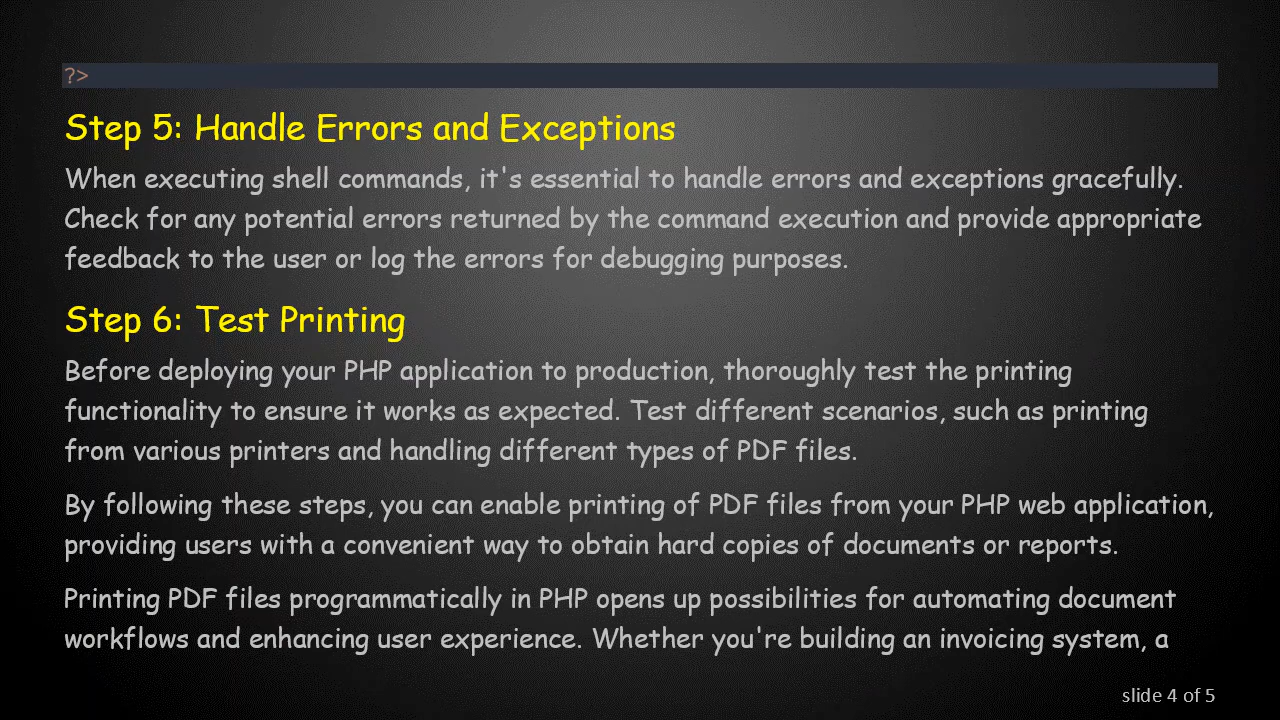 ?>
Step 5: Handle Errors and Exceptions
When executing shell commands, it's essential to handle errors and exceptions gracefully.
Check for any potential errors returned by the command execution and provide appropriate
feedback to the user or log the errors for debugging purposes.
Step 6: Test Printing
Before deploying your PHP application to production, thoroughly test the printing
functionality to ensure it works as expected. Test different scenarios, such as printing
from various printers and handling different types of PDF files.
By following these steps, you can enable printing of PDF files from your PHP web application,
providing users with a convenient way to obtain hard copies of documents or reports.
Printing PDF files programmatically in PHP opens up possibilities for automating document
workflows and enhancing user experience. Whether you're building an invoicing system, a
slide 4 of 5